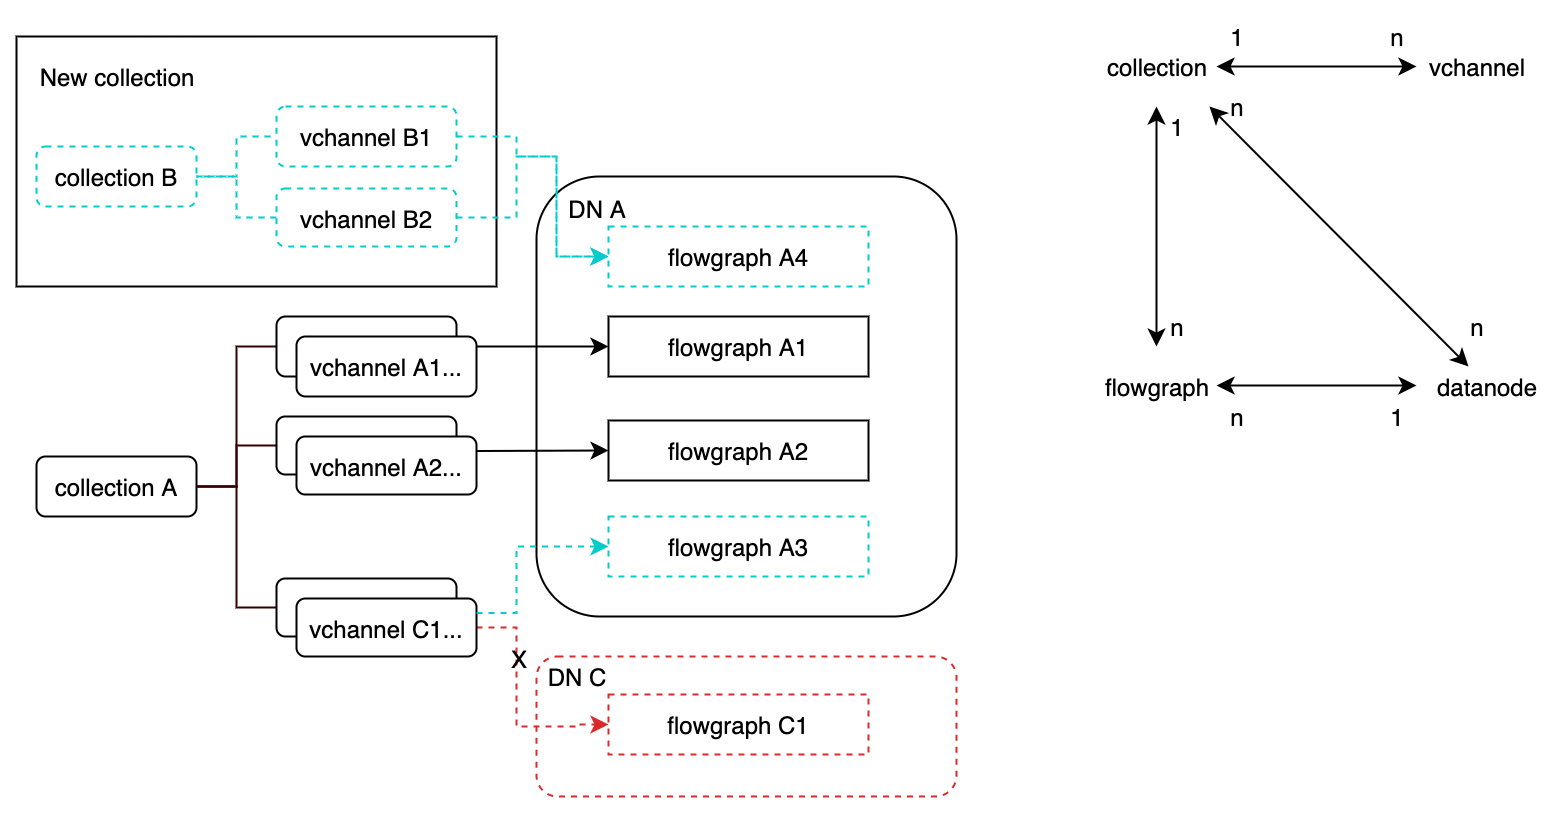 New collection
collection B
vchannel B1
vchannel B2
DN A
flowgraph A4
vchannel A1...
flowgraph A1
vchannel A2...
flowgraph A2
collection A
flowgraph A3
vchannel C1...
X
DN C
flowgraph C1
1 n
collection vchannel
n
1
n n
flowgraph datanode
n 1